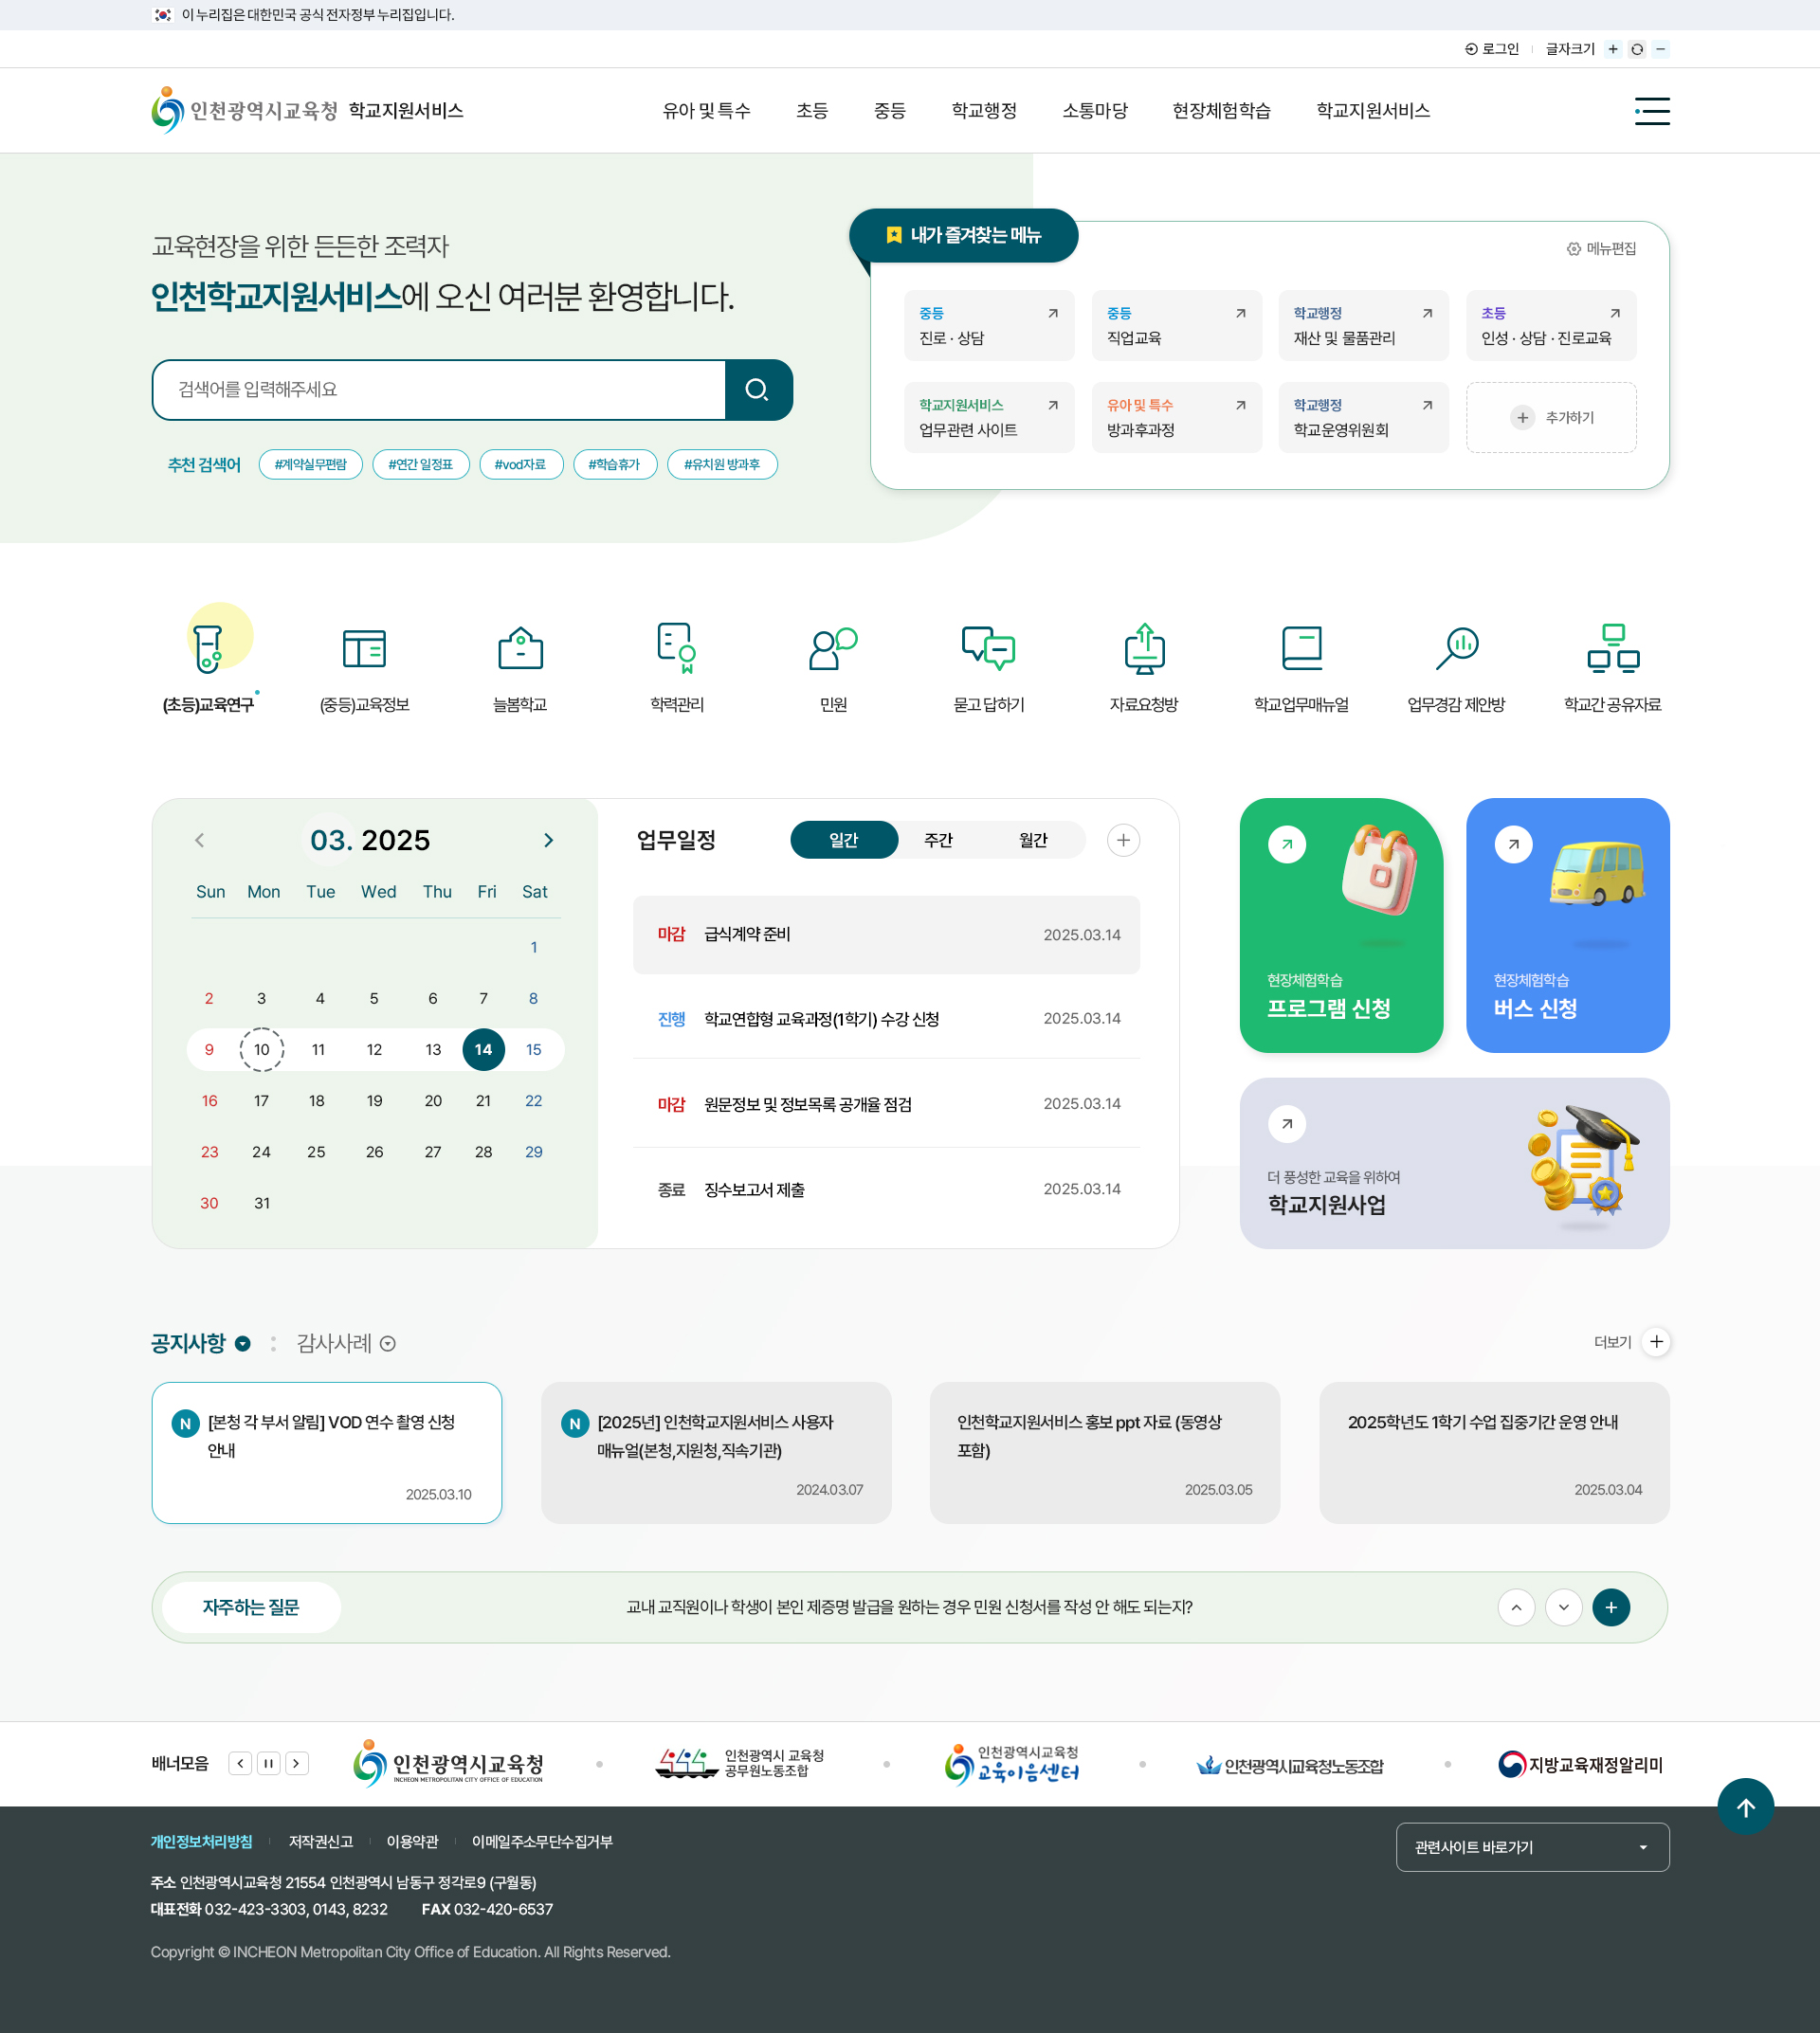 이 누리집은 대한민국 공식 전자정부 누리집입니다.
로그인 글자크기 + −
인천광역시교육청 학교지원서비스
유아 및 특수 초등 중등 학교행정 소통마당 현장체험학습 학교지원서비스
교육현장을 위한 든든한 조력자
인천학교지원서비스에 오신 여러분 환영합니다.
검색어를 입력해주세요
추천 검색어 #계약실무편람 #연간 일정표 #vod자료 #학습휴가 #유치원 방과후
내가 즐겨찾는 메뉴
메뉴편집
중등
진로 · 상담
중등
직업교육
학교행정
재산 및 물품관리
초등
인성 · 상담 · 진로교육
학교지원서비스
업무관련 사이트
유아 및 특수
방과후과정
학교행정
학교운영위원회
추가하기
(초등)교육연구 (중등)교육정보 늘봄학교 학력관리 민원 묻고 답하기 자료요청방 학교업무매뉴얼 업무경감 제안방 학교간 공유자료
03. 2025
Sun Mon Tue Wed Thu Fri Sat
1
2 3 4 5 6 7 8
9 10 11 12 13 14 15
16 17 18 19 20 21 22
23 24 25 26 27 28 29
30 31
업무일정 일간 주간 월간
마감 급식계약 준비 2025.03.14
진행 학교연합형 교육과정(1학기) 수강 신청 2025.03.14
마감 원문정보 및 정보목록 공개율 점검 2025.03.14
종료 징수보고서 제출 2025.03.14
현장체험학습
프로그램 신청
현장체험학습
버스 신청
더 풍성한 교육을 위하여
학교지원사업
공지사항 감사사례
더보기
N [본청 각 부서 알림] VOD 연수 촬영 신청
안내
2025.03.10
N [2025년] 인천학교지원서비스 사용자
매뉴얼(본청,지원청,직속기관)
2024.03.07
인천학교지원서비스 홍보 ppt 자료 (동영상
포함)
2025.03.05
2025학년도 1학기 수업 집중기간 운영 안내
2025.03.04
자주하는 질문 교내 교직원이나 학생이 본인 제증명 발급을 원하는 경우 민원 신청서를 작성 안 해도 되는지?
배너모음
인천광역시교육청
INCHEON METROPOLITAN CITY OFFICE OF EDUCATION
인천광역시 교육청
공무원노동조합
인천광역시교육청
교육이음센터
인천광역시교육청노동조합
지방교육재정알리미
개인정보처리방침 저작권신고 이용약관 이메일주소무단수집거부
관련사이트 바로가기
주소 인천광역시교육청 21554 인천광역시 남동구 정각로9 (구월동)
대표전화 032-423-3303, 0143, 8232 FAX 032-420-6537
Copyright © INCHEON Metropolitan City Office of Education. All Rights Reserved.